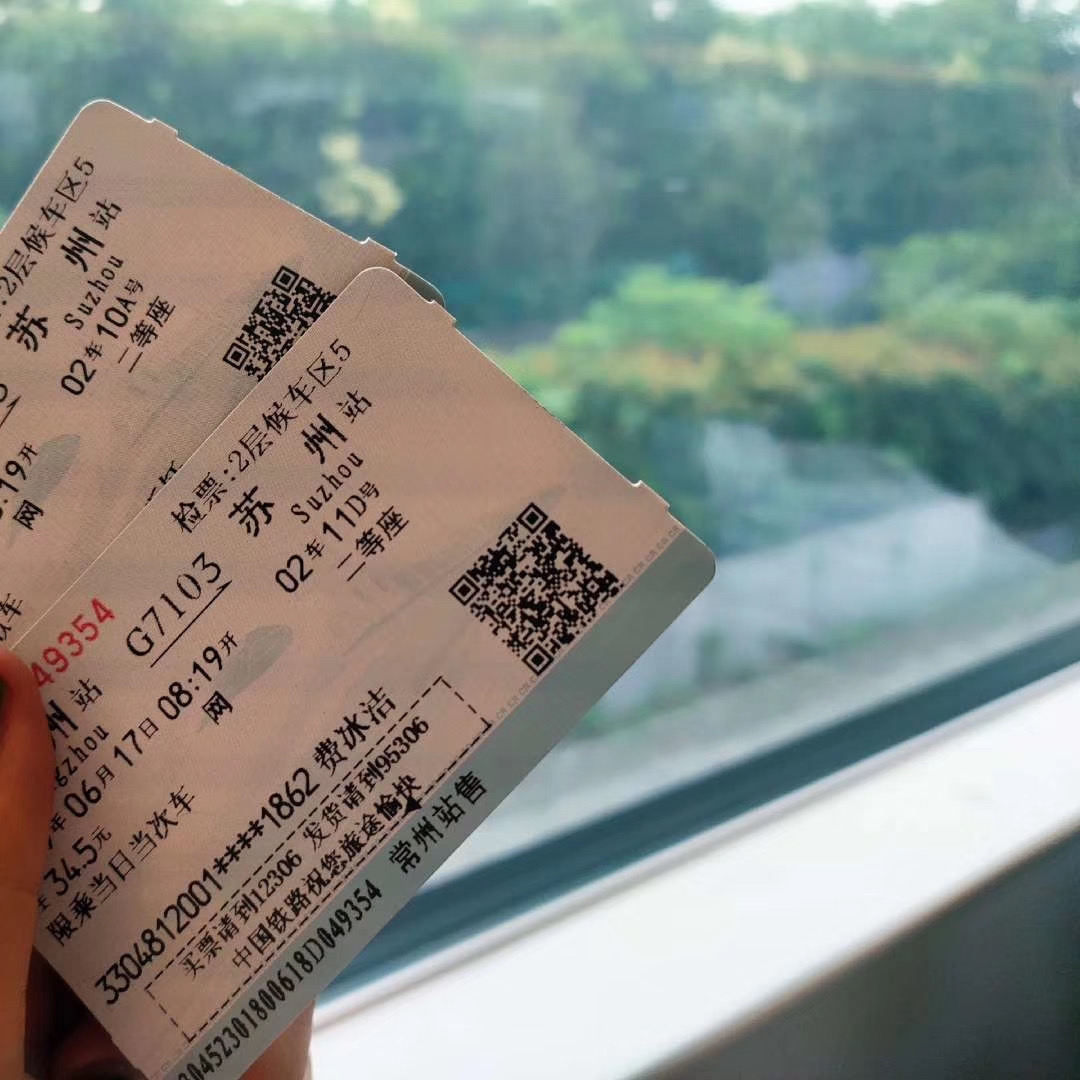 :2层候车区5
苏 州 站
Suzhou
02车10A号
二等座
:19开
网
49354
检票:2层候车区5
G7103
苏 州 站
Suzhou
州 站
gzhou
06月17日 08:19开
02车11D号
34.5元
网
二等座
限乘当日当次车
3304812001****1862 费冰洁
买票请到12306 发货请到95306
中国铁路祝您旅途愉快
30452301800618D049354 常州站售